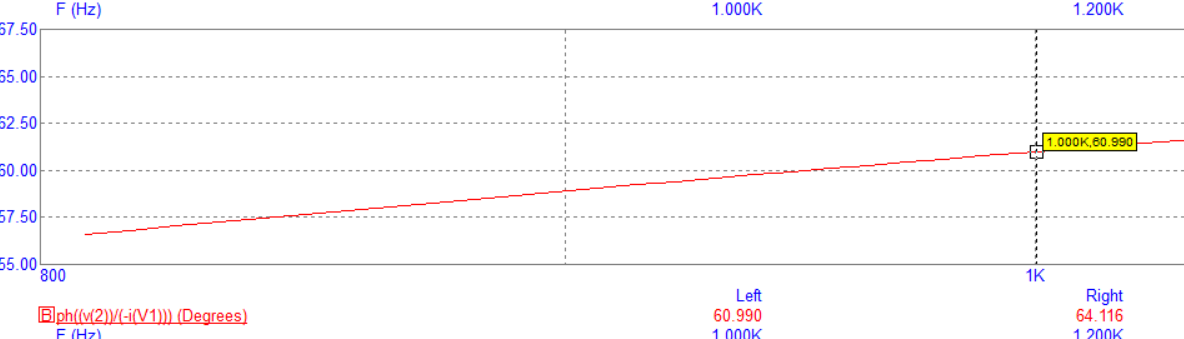 F (Hz) 1.000K 1.200K
67.50
65.00
62.50
1.000K,60.990
60.00
57.50
55.00
800 1K
Left Right
B ph((v(2))/(-i(V1))) (Degrees) 60.990 64.116
F (Hz) 1.000K 1.200K